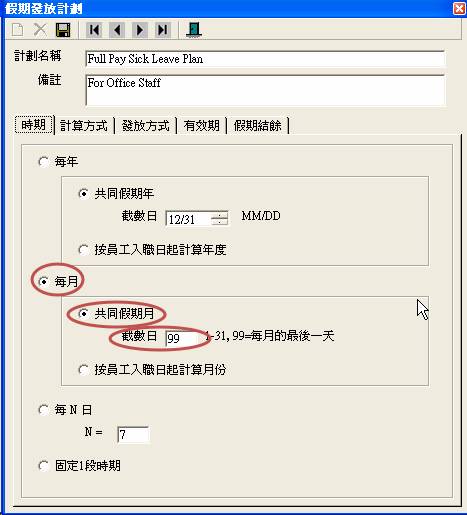 假期發放計劃
計劃名稱 Full Pay Sick Leave Plan
備註 For Office Staff
時期 計算方式 發放方式 有效期 假期結餘
每年
共同假期年
截數日 12/31 MM/DD
按員工入職日起計算年度
每月
共同假期月
截數日 99 1-31, 99=每月的最後一天
按員工入職日起計算月份
每 N 日
N = 7
固定1段時期